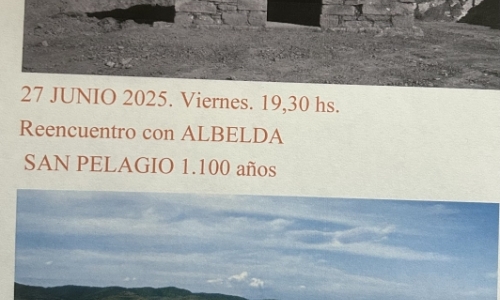 27 JUNIO 2025. Viernes. 19,30 hs.
Reencuentro con ALBELDA
SAN PELAGIO 1.100 años